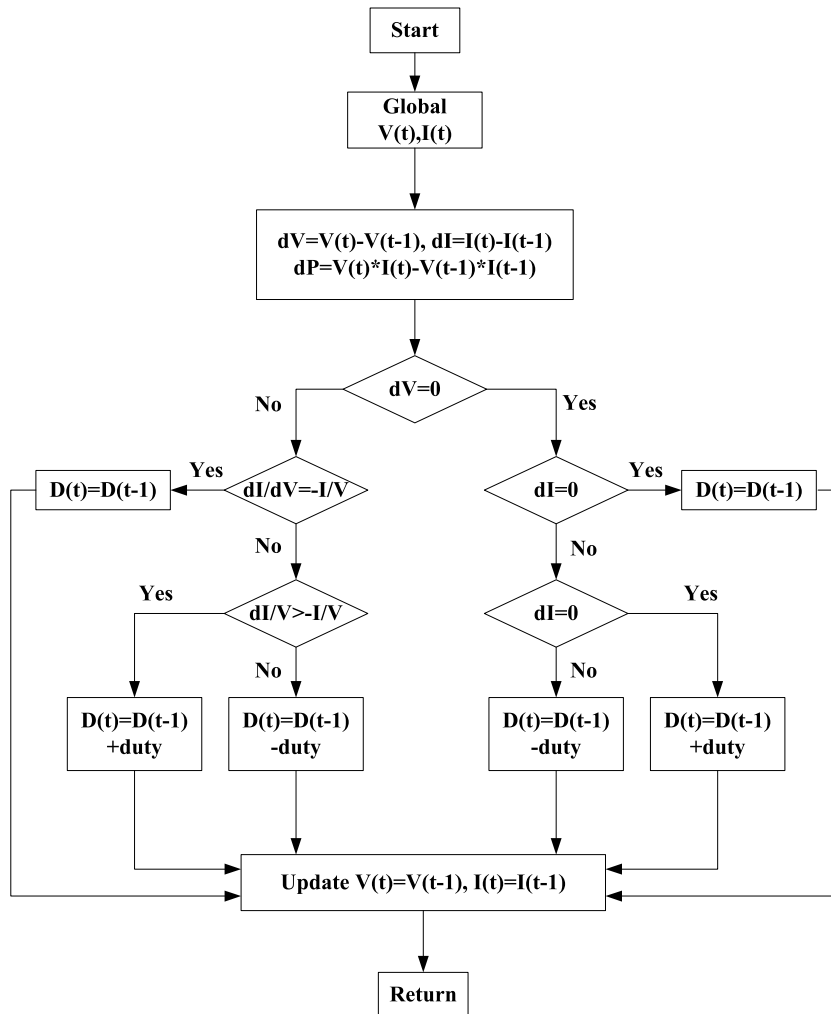 Start
Global
V(t),I(t)
dV=V(t)-V(t-1), dI=I(t)-I(t-1)
dP=V(t)*I(t)-V(t-1)*I(t-1)
dV=0
No
Yes
D(t)=D(t-1)
Yes
dI/dV=-I/V
dI=0
Yes
D(t)=D(t-1)
No
No
Yes
dI/V>-I/V
dI=0
Yes
No
No
D(t)=D(t-1)
+duty
D(t)=D(t-1)
-duty
D(t)=D(t-1)
-duty
D(t)=D(t-1)
+duty
Update V(t)=V(t-1), I(t)=I(t-1)
Return